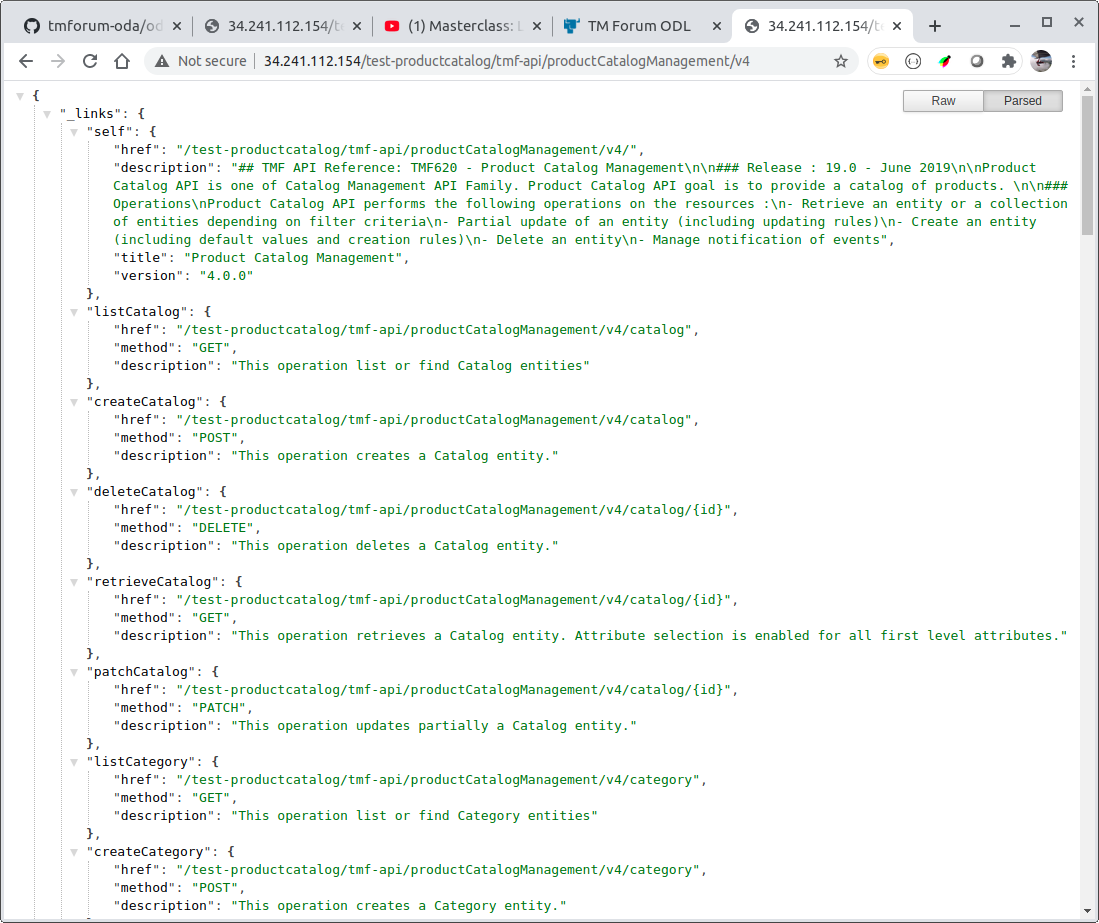 tmforum-oda/od
34.241.112.154/te
(1) Masterclass: L
TM Forum ODL
34.241.112.154/te
Not secure
34.241.112.154/test-productcatalog/tmf-api/productCatalogManagement/v4
Raw
Parsed
{
"_links": {
"self": {
"href": "/test-productcatalog/tmf-api/productCatalogManagement/v4/",
"description": "## TMF API Reference: TMF620 - Product Catalog Management\n\n### Release : 19.0 - June 2019\n\nProduct
Catalog API is one of Catalog Management API Family. Product Catalog API goal is to provide a catalog of products. \n\n###
Operations\nProduct Catalog API performs the following operations on the resources :\n- Retrieve an entity or a collection
of entities depending on filter criteria\n- Partial update of an entity (including updating rules)\n- Create an entity
(including default values and creation rules)\n- Delete an entity\n- Manage notification of events",
"title": "Product Catalog Management",
"version": "4.0.0"
},
"listCatalog": {
"href": "/test-productcatalog/tmf-api/productCatalogManagement/v4/catalog",
"method": "GET",
"description": "This operation list or find Catalog entities"
},
"createCatalog": {
"href": "/test-productcatalog/tmf-api/productCatalogManagement/v4/catalog",
"method": "POST",
"description": "This operation creates a Catalog entity."
},
"deleteCatalog": {
"href": "/test-productcatalog/tmf-api/productCatalogManagement/v4/catalog/{id}",
"method": "DELETE",
"description": "This operation deletes a Catalog entity."
},
"retrieveCatalog": {
"href": "/test-productcatalog/tmf-api/productCatalogManagement/v4/catalog/{id}",
"method": "GET",
"description": "This operation retrieves a Catalog entity. Attribute selection is enabled for all first level attributes."
},
"patchCatalog": {
"href": "/test-productcatalog/tmf-api/productCatalogManagement/v4/catalog/{id}",
"method": "PATCH",
"description": "This operation updates partially a Catalog entity."
},
"listCategory": {
"href": "/test-productcatalog/tmf-api/productCatalogManagement/v4/category",
"method": "GET",
"description": "This operation list or find Category entities"
},
"createCategory": {
"href": "/test-productcatalog/tmf-api/productCatalogManagement/v4/category",
"method": "POST",
"description": "This operation creates a Category entity."